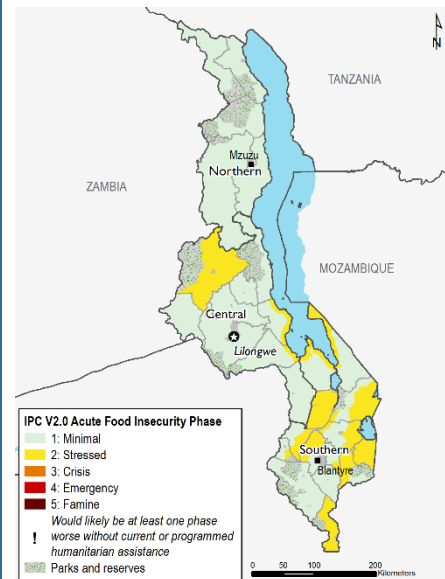 N
TANZANIA
Mzuzu
Northern
ZAMBIA
MOZAMBIQUE
Central
Lilongwe
Southern
Blantyre
IPC V2.0 Acute Food Insecurity Phase
1: Minimal
2: Stressed
3: Crisis
4: Emergency
5: Famine
! Would likely be at least one phase
worse without current or programmed
humanitarian assistance
Parks and reserves
0 50 100 200
Kilometers